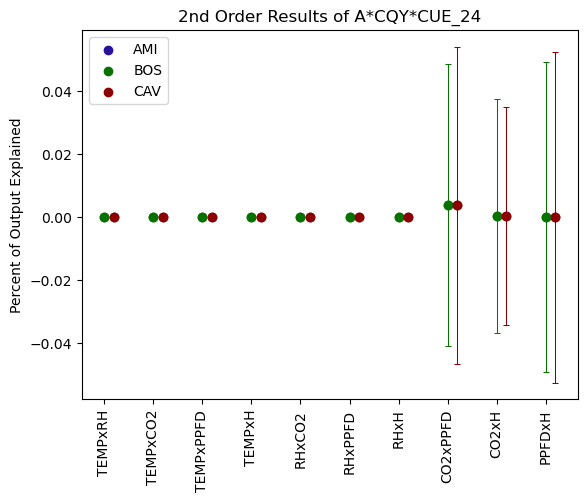 2nd Order Results of A*CQY*CUE_24
AMI
BOS
CAV
Percent of Output Explained
0.04
0.02
0.00
−0.02
−0.04
TEMPxRH
TEMPxCO2
TEMPxPPFD
TEMPxH
RHxCO2
RHxPPFD
RHxH
CO2xPPFD
CO2xH
PPFDxH